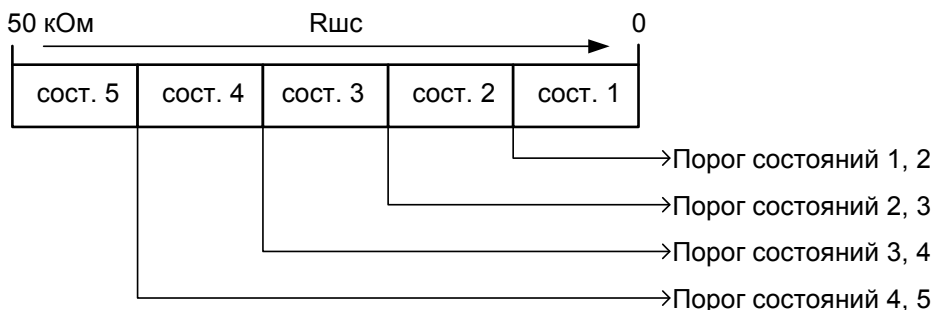 50 кОм Rшс 0
сост. 5 сост. 4 сост. 3 сост. 2 сост. 1
Порог состояний 1, 2
Порог состояний 2, 3
Порог состояний 3, 4
Порог состояний 4, 5